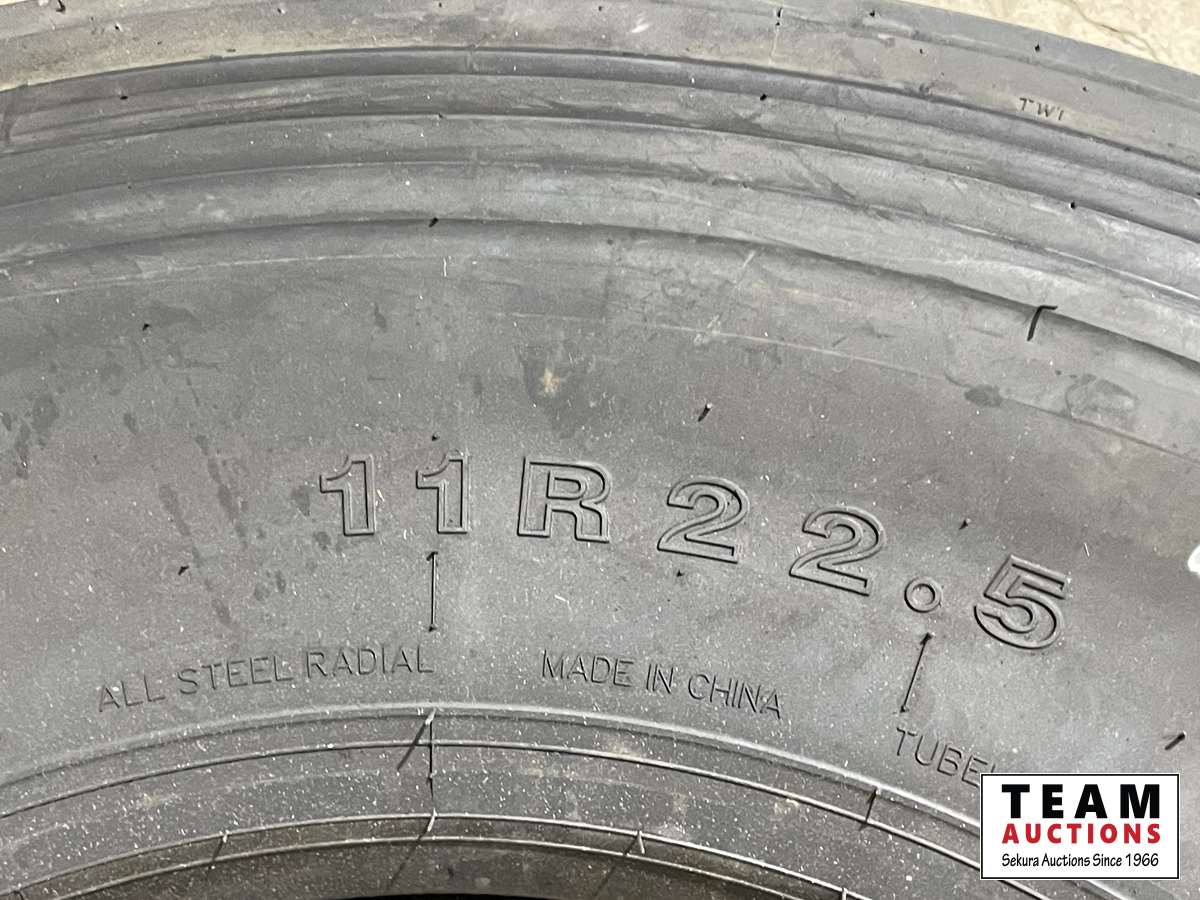 TWI
11R22.5
ALL STEEL RADIAL MADE IN CHINA
TEAM
AUCTIONS
Sekura Auctions Since 1966